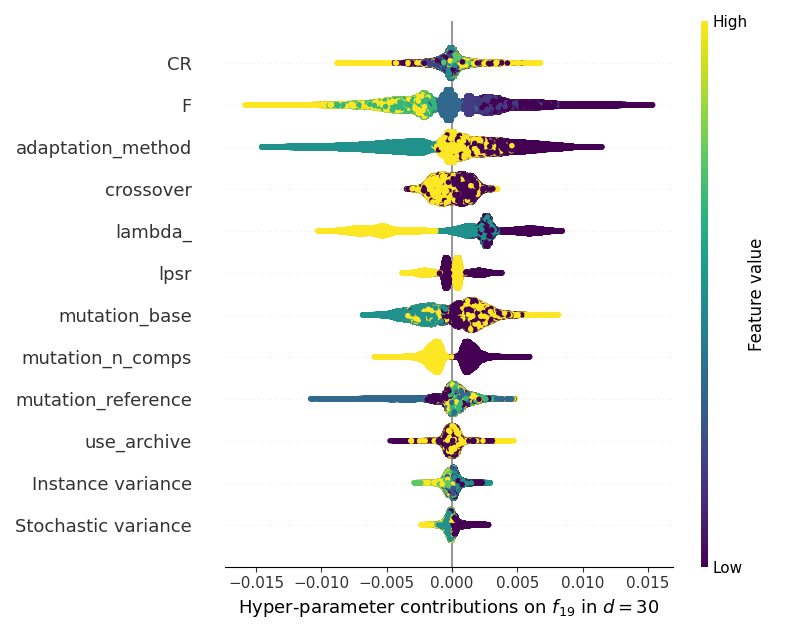 High
CR
F
adaptation_method
crossover
lambda_
lpsr
mutation_base
mutation_n_comps
mutation_reference
use_archive
Instance variance
Stochastic variance
Feature value
Low
−0.015 −0.010 −0.005 0.000 0.005 0.010 0.015
Hyper-parameter contributions on f₁₉ in d = 30